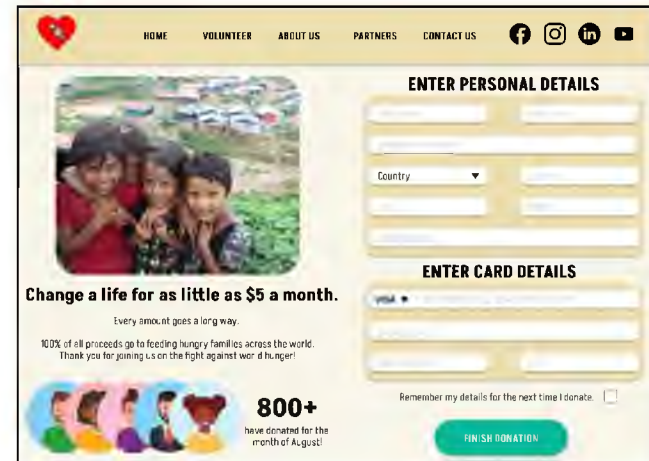 HOME VOLUNTEER ABOUT US PARTNERS CONTACT US
ENTER PERSONAL DETAILS
Country
ENTER CARD DETAILS
VISA
Change a life for as little as $5 a month.
Every amount goes a long way.
100% of all proceeds go to feeding hungry families across the world.
Thank you for joining us on the fight against wor d hunger!
800+
have donated for the
month of August!
Remember my details for the next time I donate.
FINISH DONATION